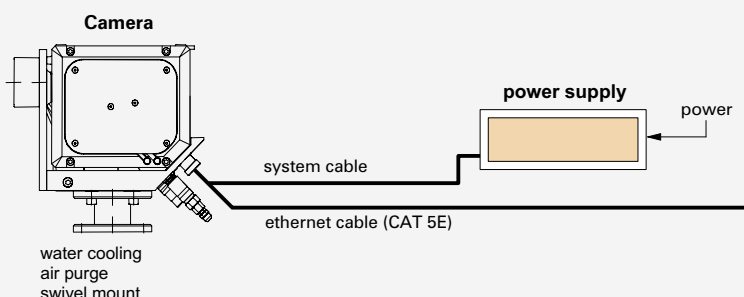 Camera
power supply
power
system cable
ethernet cable (CAT 5E)
water cooling
air purge
swivel mount